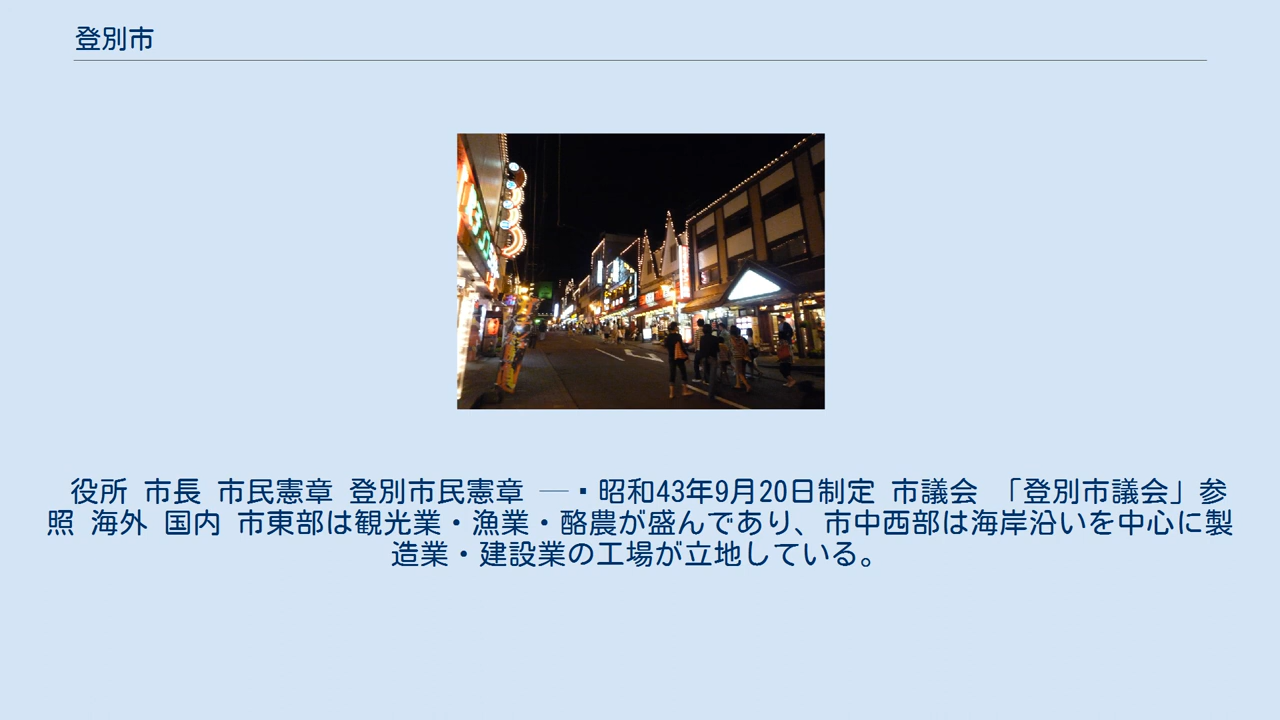 登別市
役所 市長 市民憲章 登別市民憲章 ―▪昭和43年9月20日制定 市議会 「登別市議会」参
照 海外 国内 市東部は観光業・漁業・酪農が盛んであり、市中西部は海岸沿いを中心に製
造業・建設業の工場が立地している。